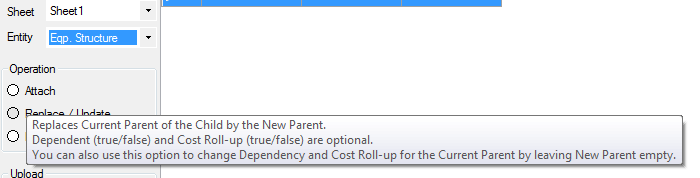 Sheet Sheet1
Entity Eqp. Structure
Operation
Attach
Replace / Update
Replaces Current Parent of the Child by the New Parent.
Dependent (true/false) and Cost Roll-up (true/false) are optional.
You can also use this option to change Dependency and Cost Roll-up for the Current Parent by leaving New Parent empty.
Upload